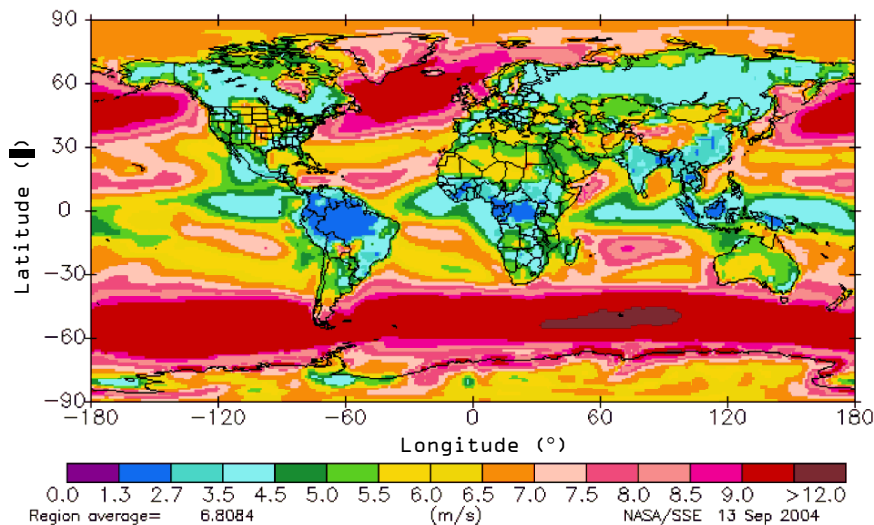 90
60
30
0
−30
−60
−90
Latitude ( )
−180 −120 −60 0 60 120 180
Longitude (°)
0.0 1.3 2.7 3.5 4.5 5.0 5.5 6.0 6.5 7.0 7.5 8.0 8.5 9.0 >12.0
Region average= 6.8084 (m/s) NASA/SSE 13 Sep 2004